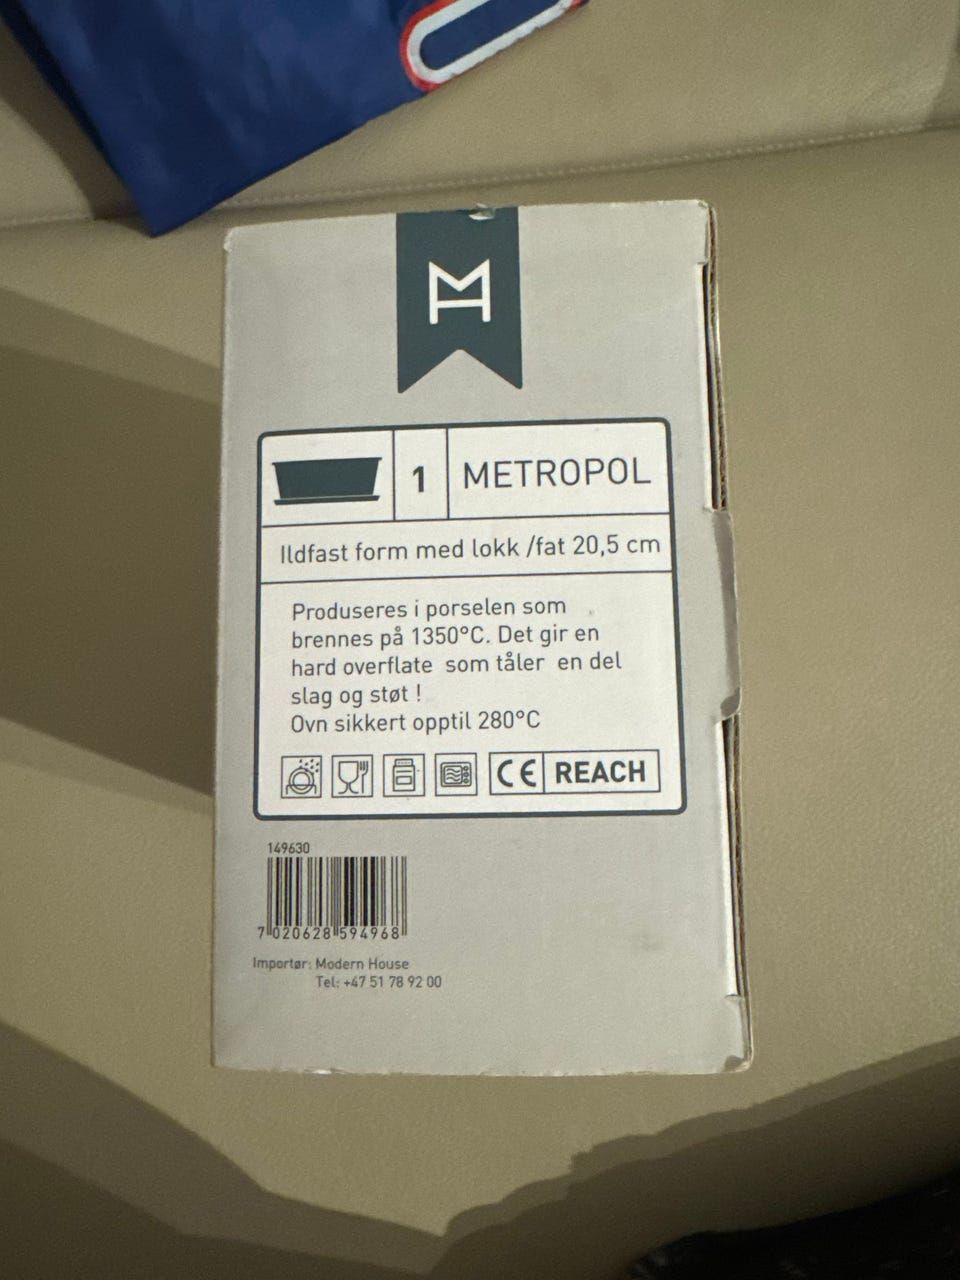 1
METROPOL
Ildfast form med lokk /fat 20,5 cm
Produseres i porselen som
brennes på 1350°C. Det gir en
hard overflate som tåler en del
slag og støt !
Ovn sikkert opptil 280°C
CE REACH
149630
7 020628 594968
Importør: Modern House
Tel: +47 51 78 92 00